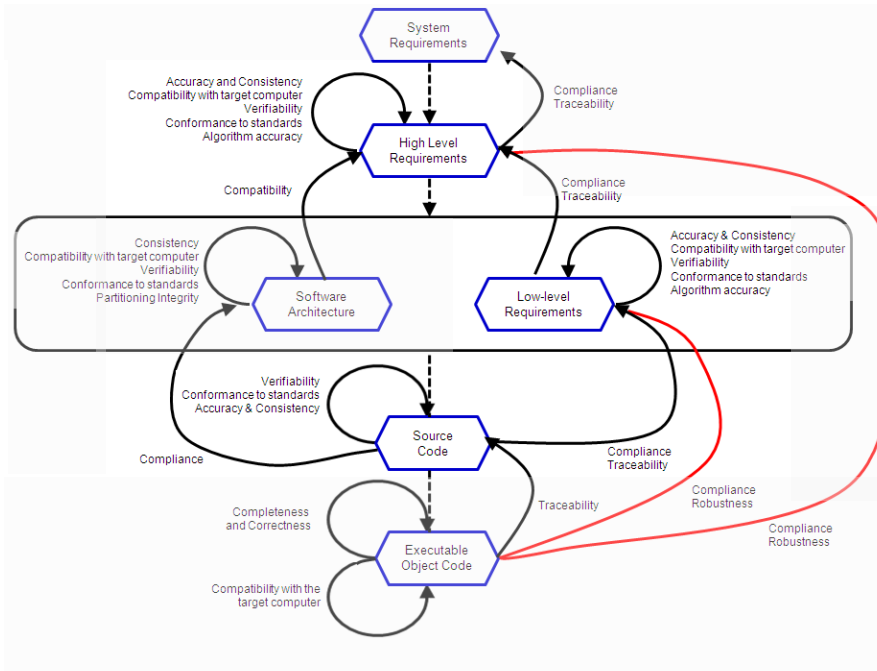 System
Requirements
Accuracy and Consistency
Compatibility with target computer
Verifiability
Conformance to standards
Algorithm accuracy
Compliance
Traceability
High Level
Requirements
Compatibility
Compliance
Traceability
Consistency
Compatibility with target computer
Verifiability
Conformance to standards
Partitioning Integrity
Software
Architecture
Low-level
Requirements
Accuracy & Consistency
Compatibility with target computer
Verifiability
Conformance to standards
Algorithm accuracy
Verifiability
Conformance to standards
Accuracy & Consistency
Source
Code
Compliance
Compliance
Traceability
Completeness
and Correctness
Executable
Object Code
Traceability
Compliance
Robustness
Compliance
Robustness
Compatibility with the
target computer